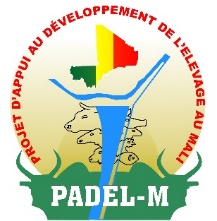 PROJET D'APPUI AU DÉVELOPPEMENT DE L'ELEVAGE AU MALI
PADEL-M